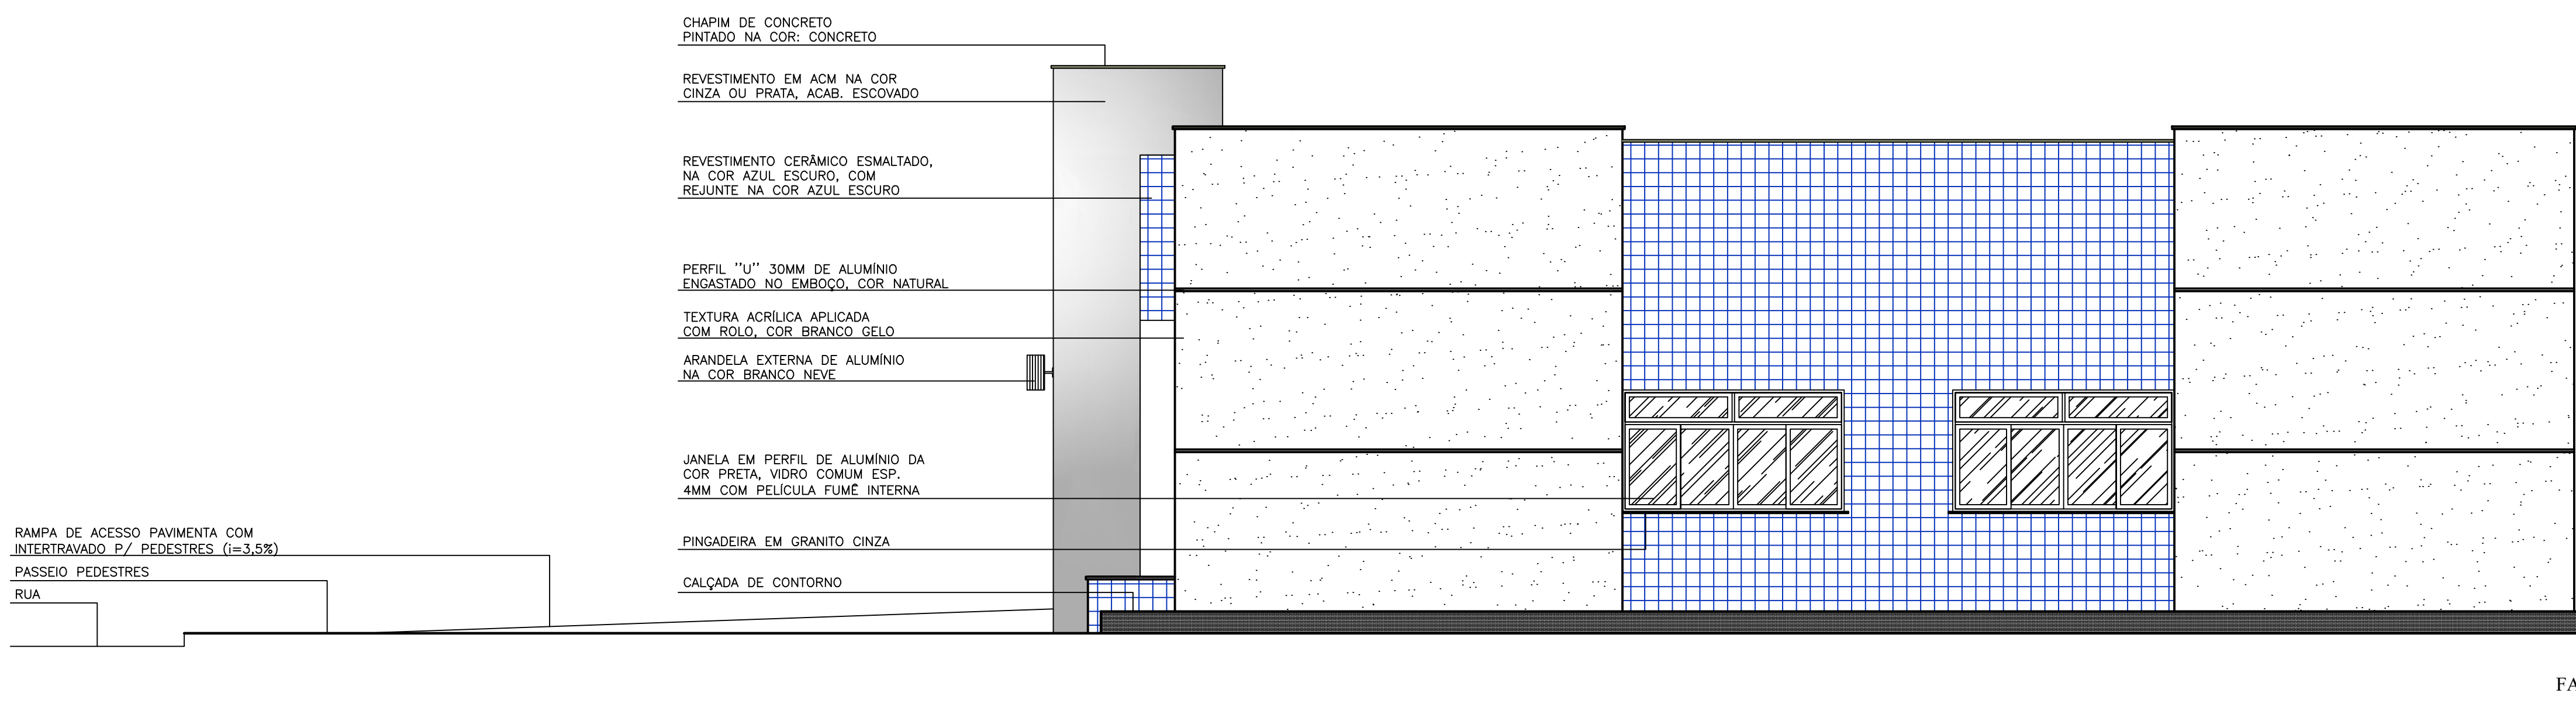 CHAPIM DE CONCRETO
PINTADO NA COR: CONCRETO
REVESTIMENTO EM ACM NA COR
CINZA OU PRATA, ACAB. ESCOVADO
REVESTIMENTO CERÂMICO ESMALTADO,
NA COR AZUL ESCURO, COM
REJUNTE NA COR AZUL ESCURO
PERFIL ''U'' 30MM DE ALUMÍNIO
ENGASTADO NO EMBOÇO, COR NATURAL
TEXTURA ACRÍLICA APLICADA
COM ROLO, COR BRANCO GELO
ARANDELA EXTERNA DE ALUMÍNIO
NA COR BRANCO NEVE
JANELA EM PERFIL DE ALUMÍNIO DA
COR PRETA, VIDRO COMUM ESP.
4MM COM PELÍCULA FUMÊ INTERNA
PINGADEIRA EM GRANITO CINZA
CALÇADA DE CONTORNO
RAMPA DE ACESSO PAVIMENTA COM
INTERTRAVADO P/ PEDESTRES (i=3,5%)
PASSEIO PEDESTRES
RUA
FA